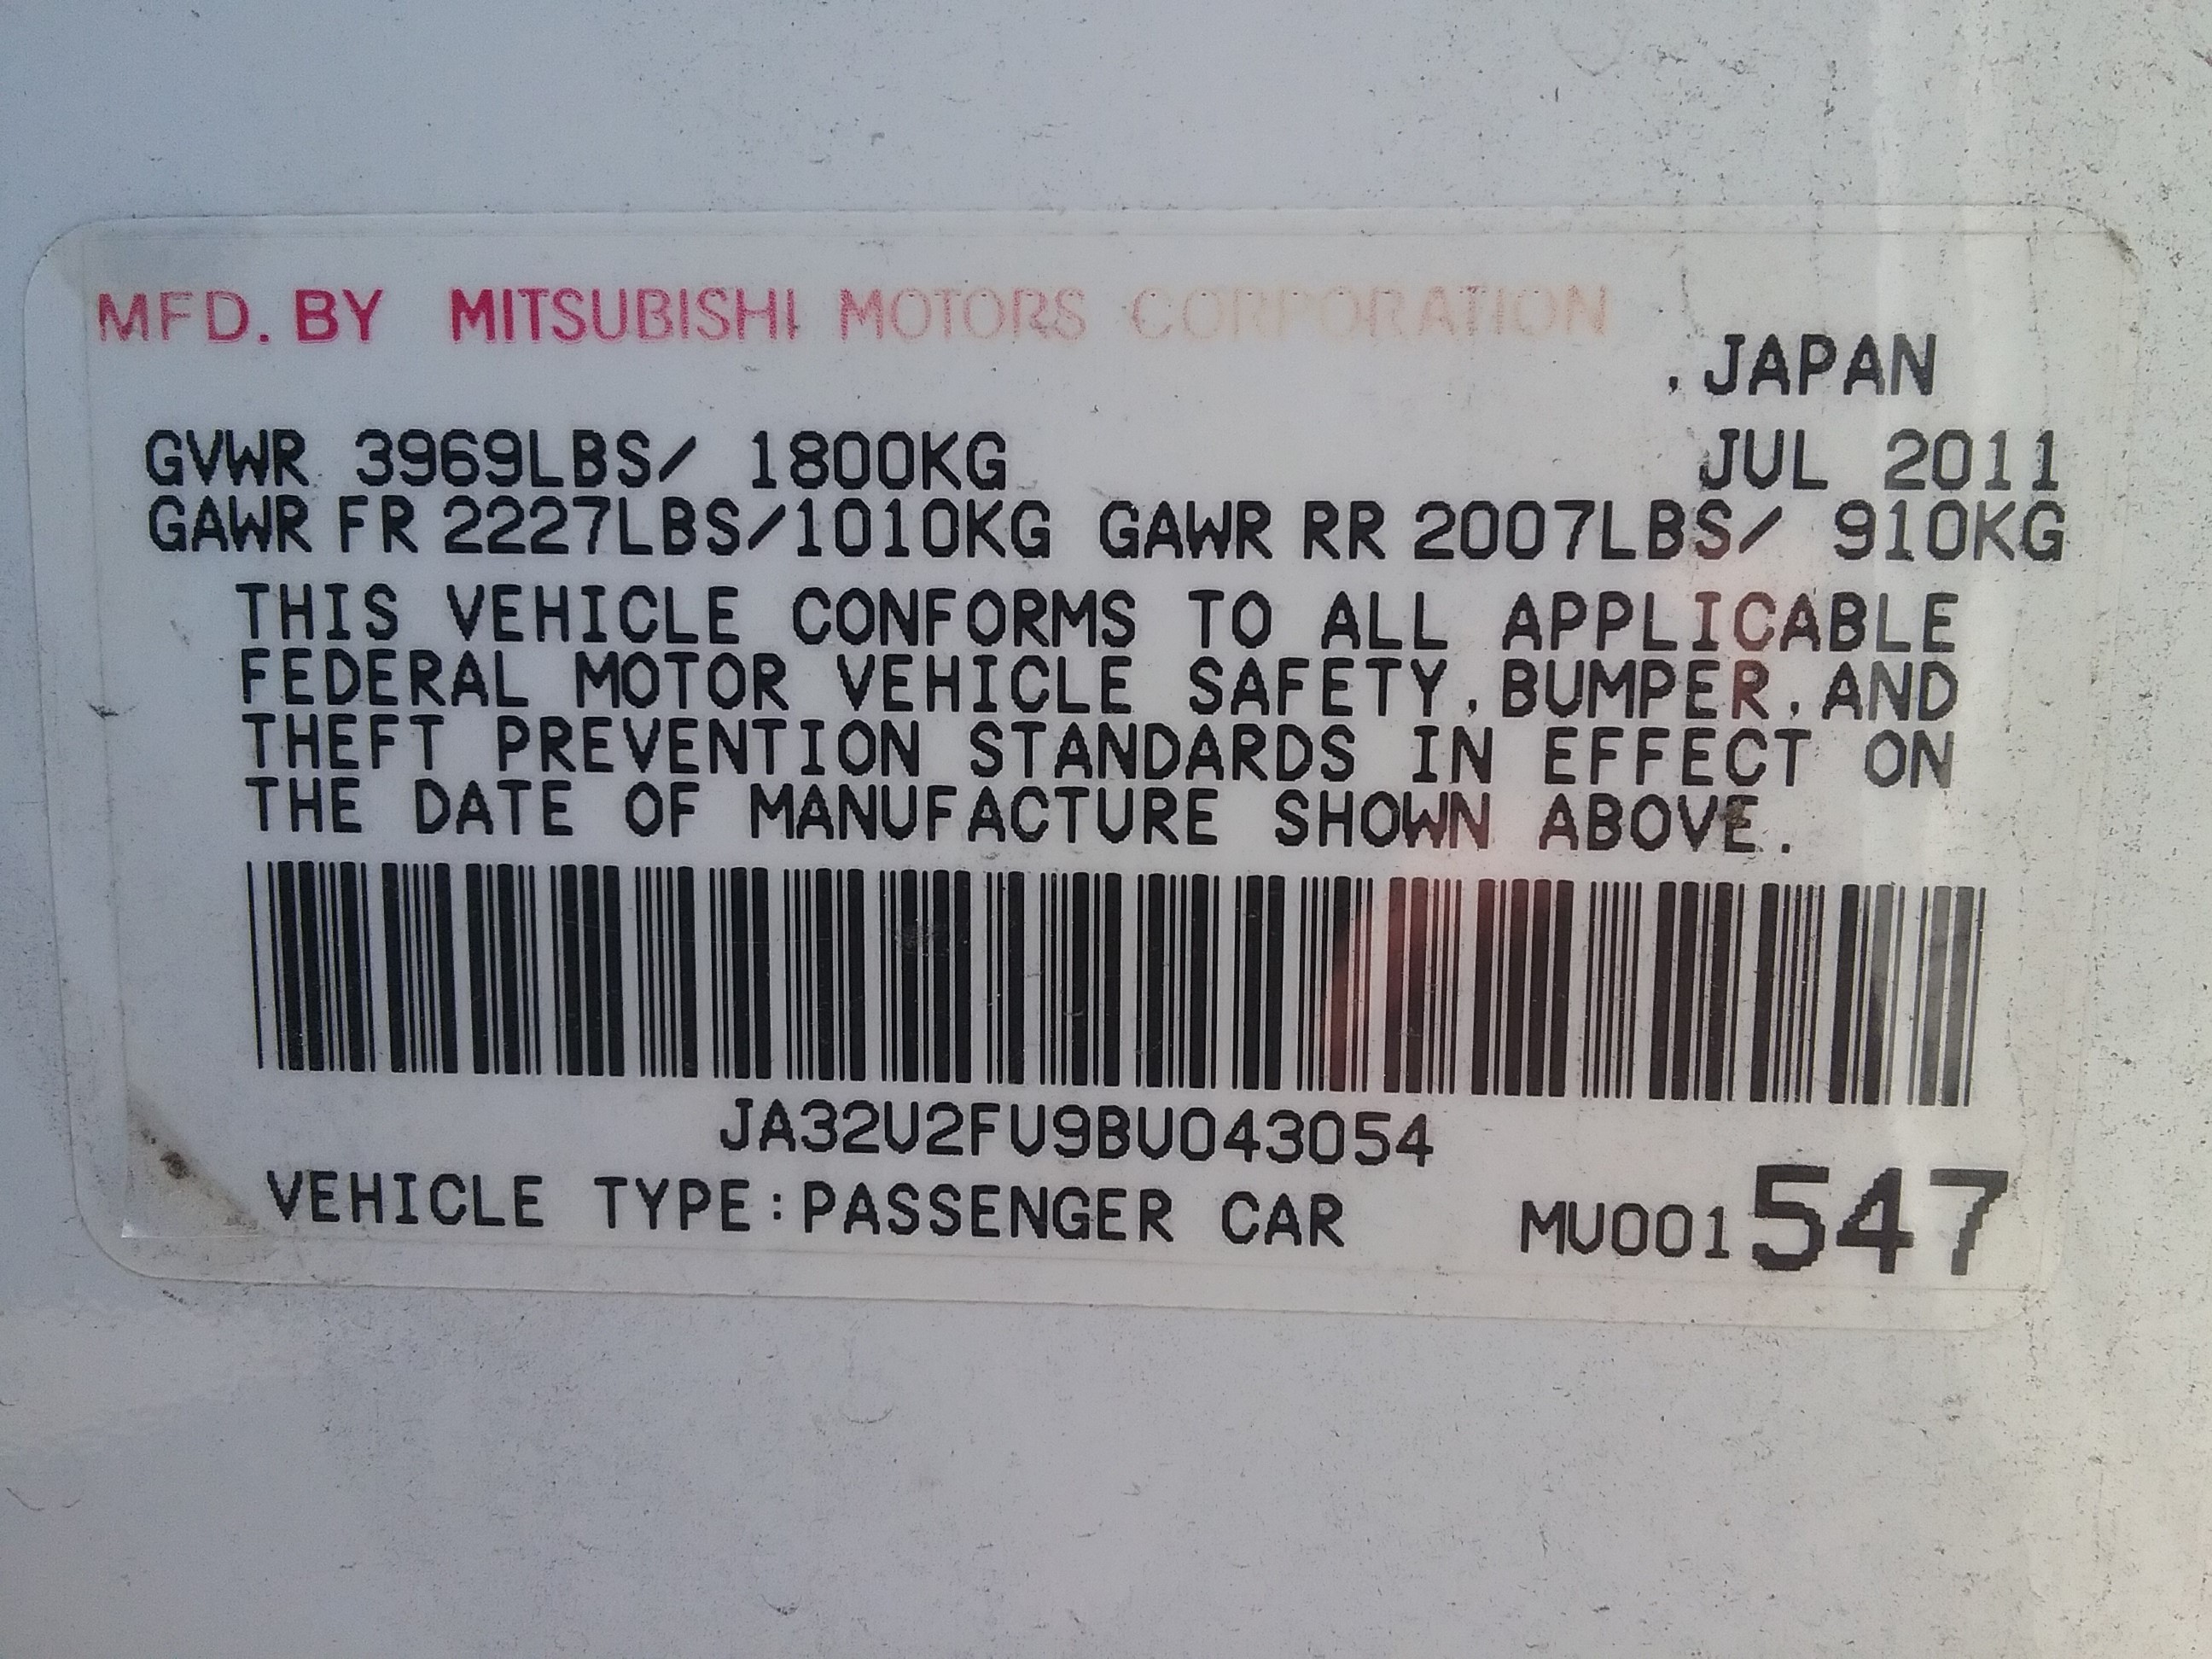 MFD. BY MITSUBISHI MOTORS CORPORATION
, JAPAN
GVWR 3969LBS/ 1800KG JUL 2011
GAWR FR 2227LBS/1010KG GAWR RR 2007LBS/ 910KG
THIS VEHICLE CONFORMS TO ALL APPLICABLE
FEDERAL MOTOR VEHICLE SAFETY,BUMPER,AND
THEFT PREVENTION STANDARDS IN EFFECT ON
THE DATE OF MANUFACTURE SHOWN ABOVE.
JA32U2FU9BU043054
VEHICLE TYPE:PASSENGER CAR MU001547